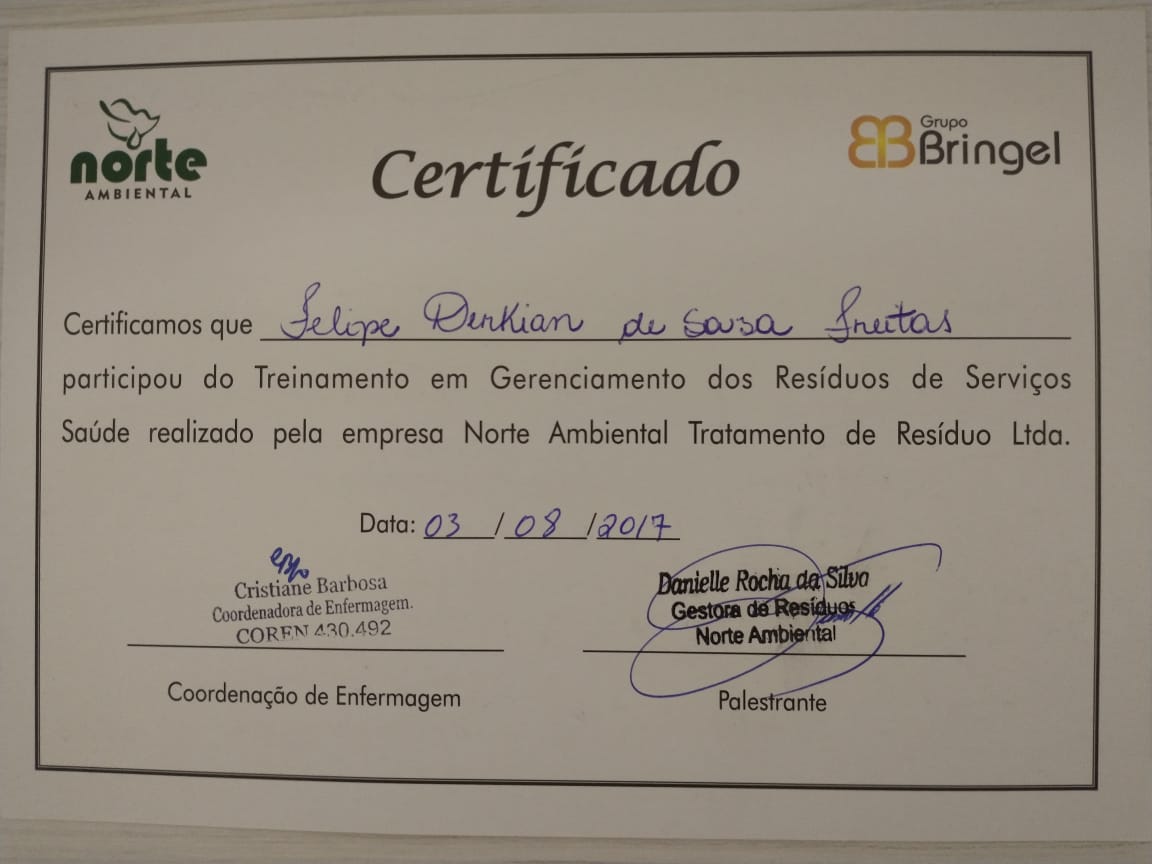 norte
AMBIENTAL
Grupo
Bringel
Certificado
Certificamos que Felipe Derkian de Sousa Freitas
participou do Treinamento em Gerenciamento dos Resíduos de Serviços
Saúde realizado pela empresa Norte Ambiental Tratamento de Resíduo Ltda.
Data: 03 / 08 / 2017
Cristiane Barbosa
Coordenadora de Enfermagem.
COREN 430.492
Danielle Rocha da Silva
Gestora de Resíduos
Norte Ambiental
Coordenação de Enfermagem
Palestrante